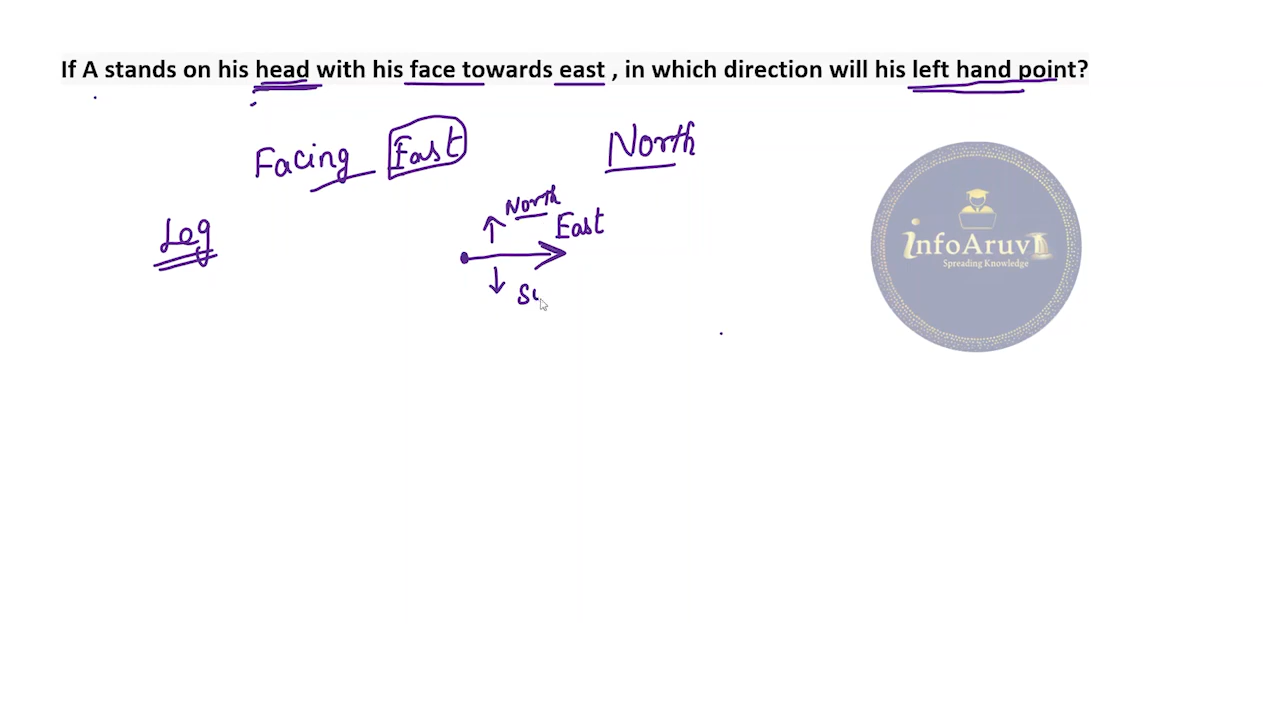 If A stands on his head with his face towards east , in which direction will his left hand point?
Facing East
North
Leg
North
East
infoAruvi
Spreading Knowledge